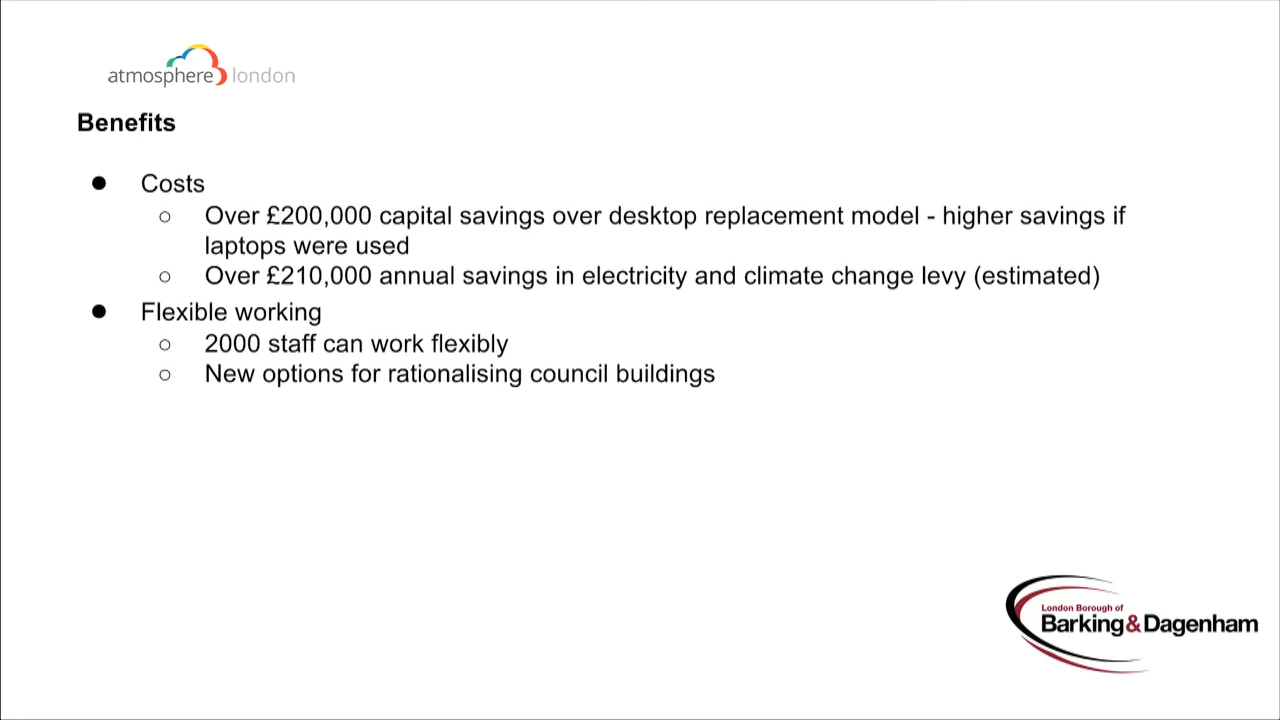 atmosphere london
Benefits
● Costs
○ Over £200,000 capital savings over desktop replacement model - higher savings if
laptops were used
○ Over £210,000 annual savings in electricity and climate change levy (estimated)
● Flexible working
○ 2000 staff can work flexibly
○ New options for rationalising council buildings
London Borough of
Barking&Dagenham